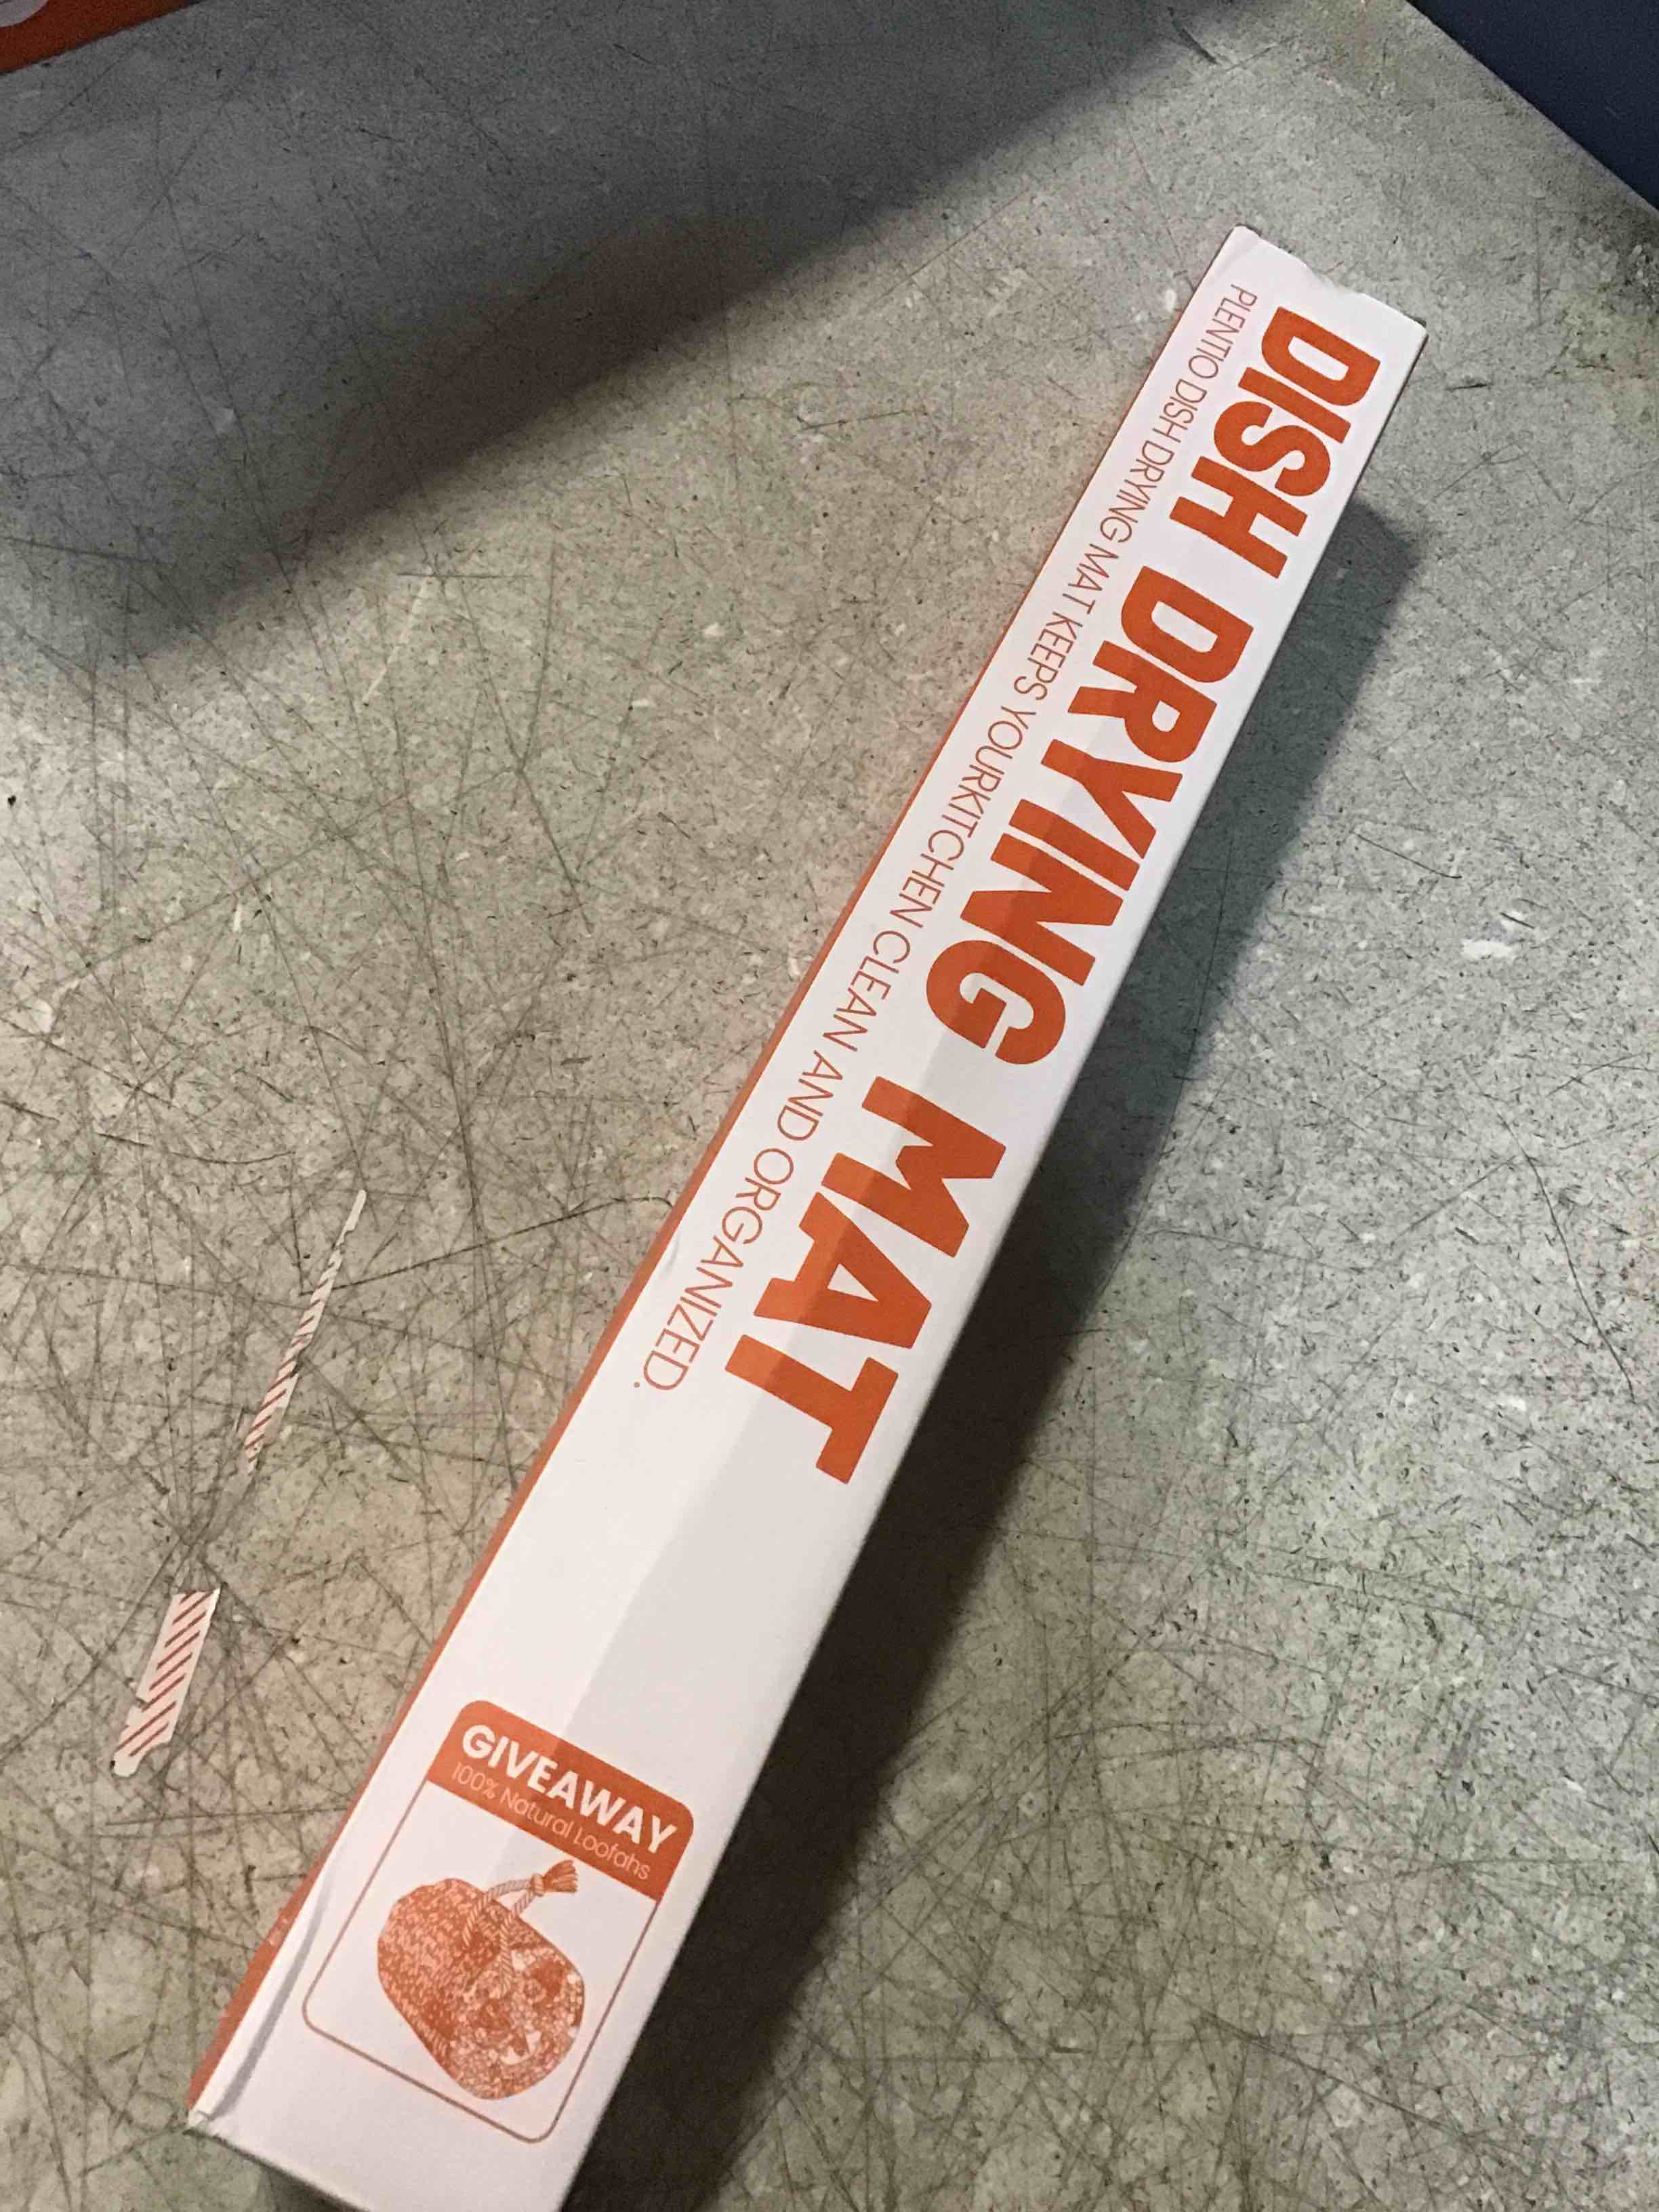 DISH DRYING MAT
PLENTIO DISH DRYING MAT KEEPS YOURKITCHEN CLEAN AND ORGANIZED.
GIVEAWAY
100% Natural Loofahs